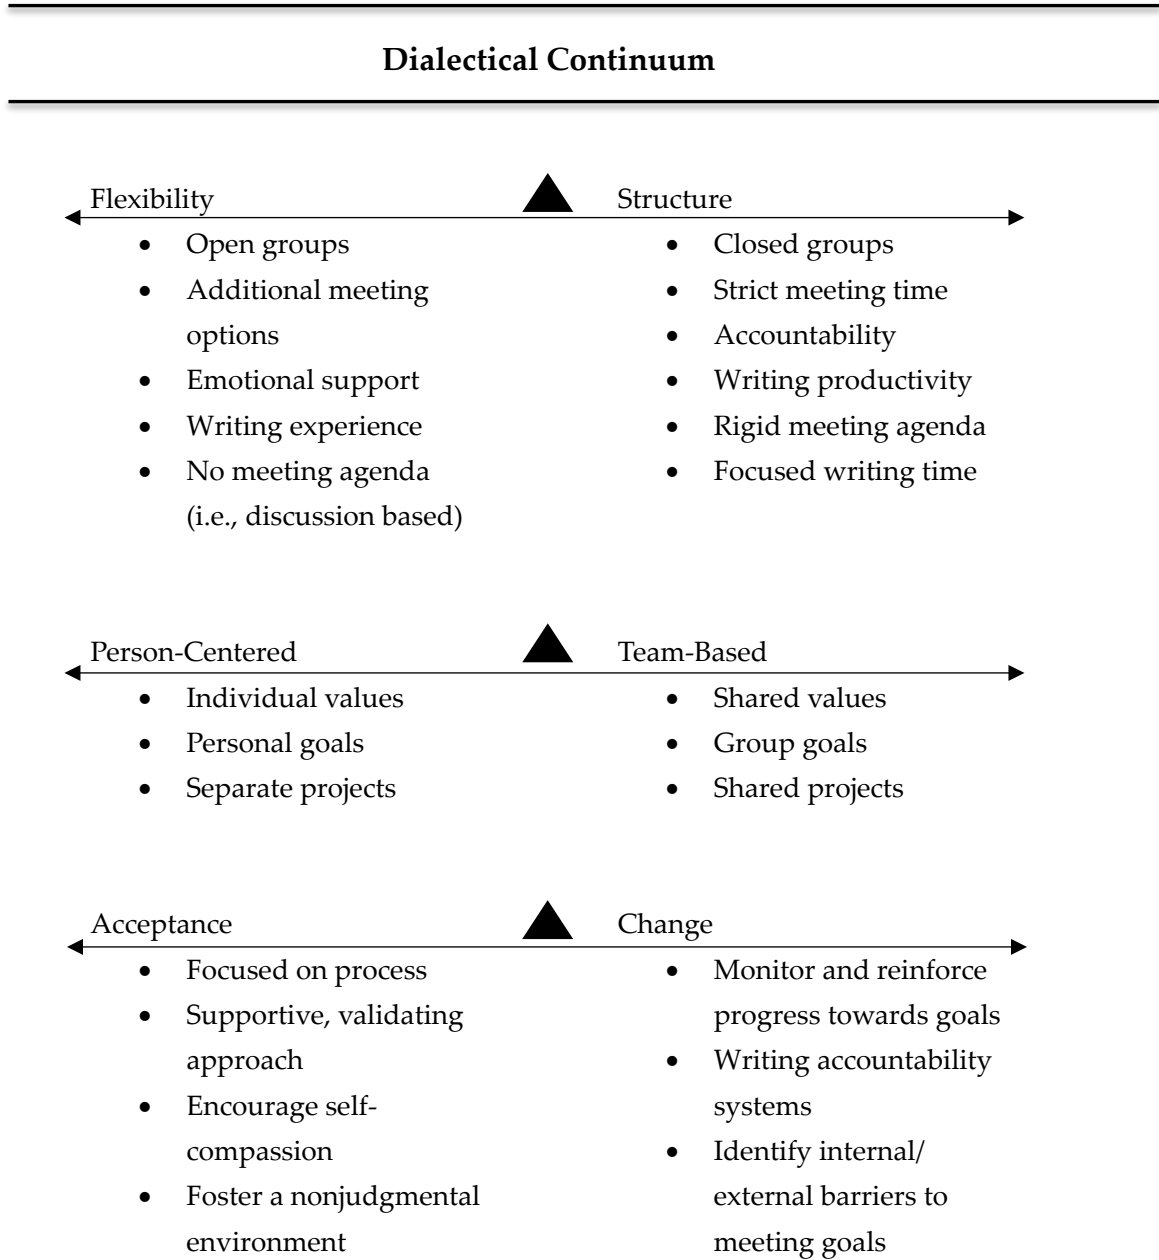 Dialectical Continuum
Flexibility
• Open groups
• Additional meeting
options
• Emotional support
• Writing experience
• No meeting agenda
(i.e., discussion based)
Structure
• Closed groups
• Strict meeting time
• Accountability
• Writing productivity
• Rigid meeting agenda
• Focused writing time
Person-Centered
• Individual values
• Personal goals
• Separate projects
Team-Based
• Shared values
• Group goals
• Shared projects
Acceptance
• Focused on process
• Supportive, validating
approach
• Encourage self-
compassion
• Foster a nonjudgmental
environment
Change
• Monitor and reinforce
progress towards goals
• Writing accountability
systems
• Identify internal/
external barriers to
meeting goals